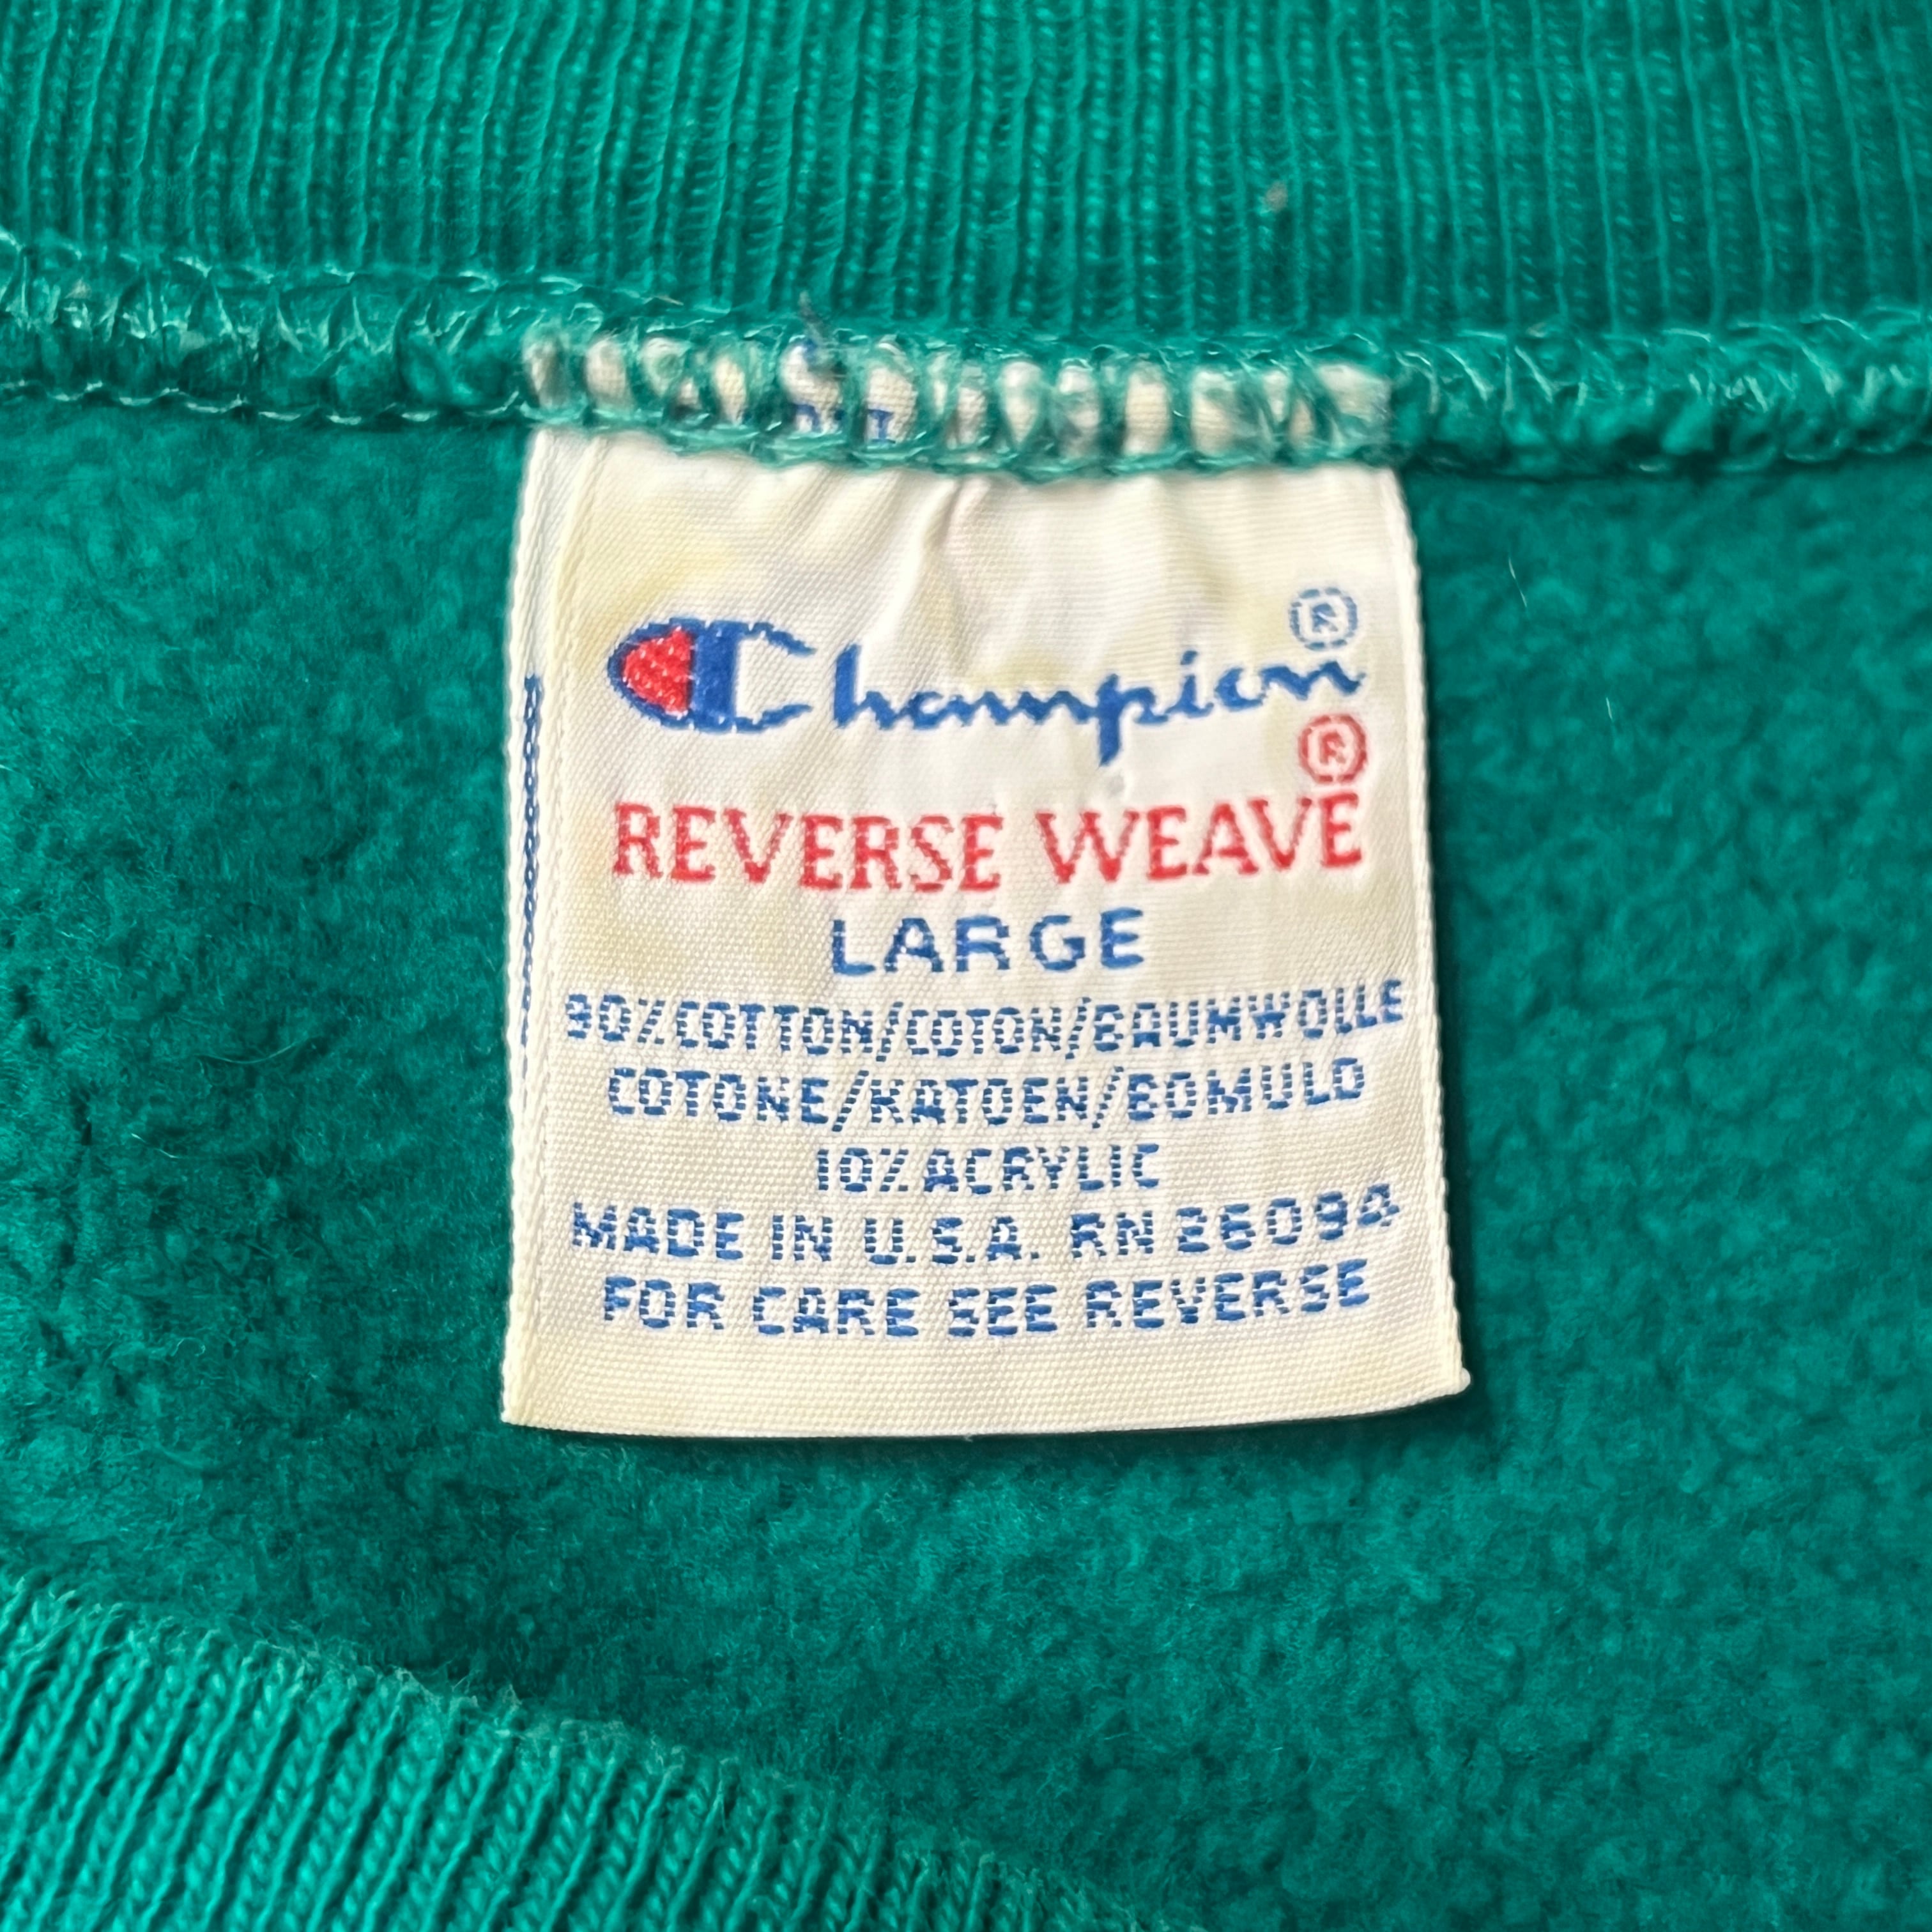 Champion®
®
REVERSE WEAVE
LARGE
90% COTTON/COTON/BAUMWOLLE
COTONE/KATOEN/BOMULD
10% ACRYLIC
MADE IN U.S.A. RN 26094
FOR CARE SEE REVERSE